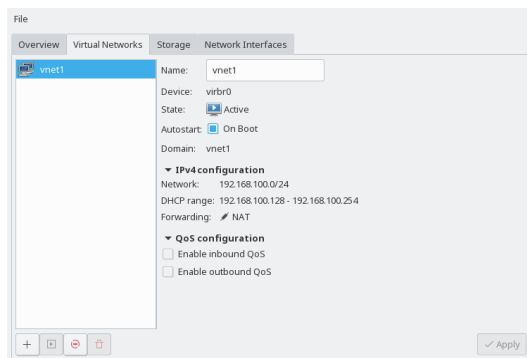 File
Overview Virtual Networks Storage Network Interfaces
vnet1
Name: vnet1
Device: virbr0
State: Active
Autostart: On Boot
Domain: vnet1
IPv4 configuration
Network: 192.168.100.0/24
DHCP range: 192.168.100.128 - 192.168.100.254
Forwarding: NAT
QoS configuration
Enable inbound QoS
Enable outbound QoS
Apply